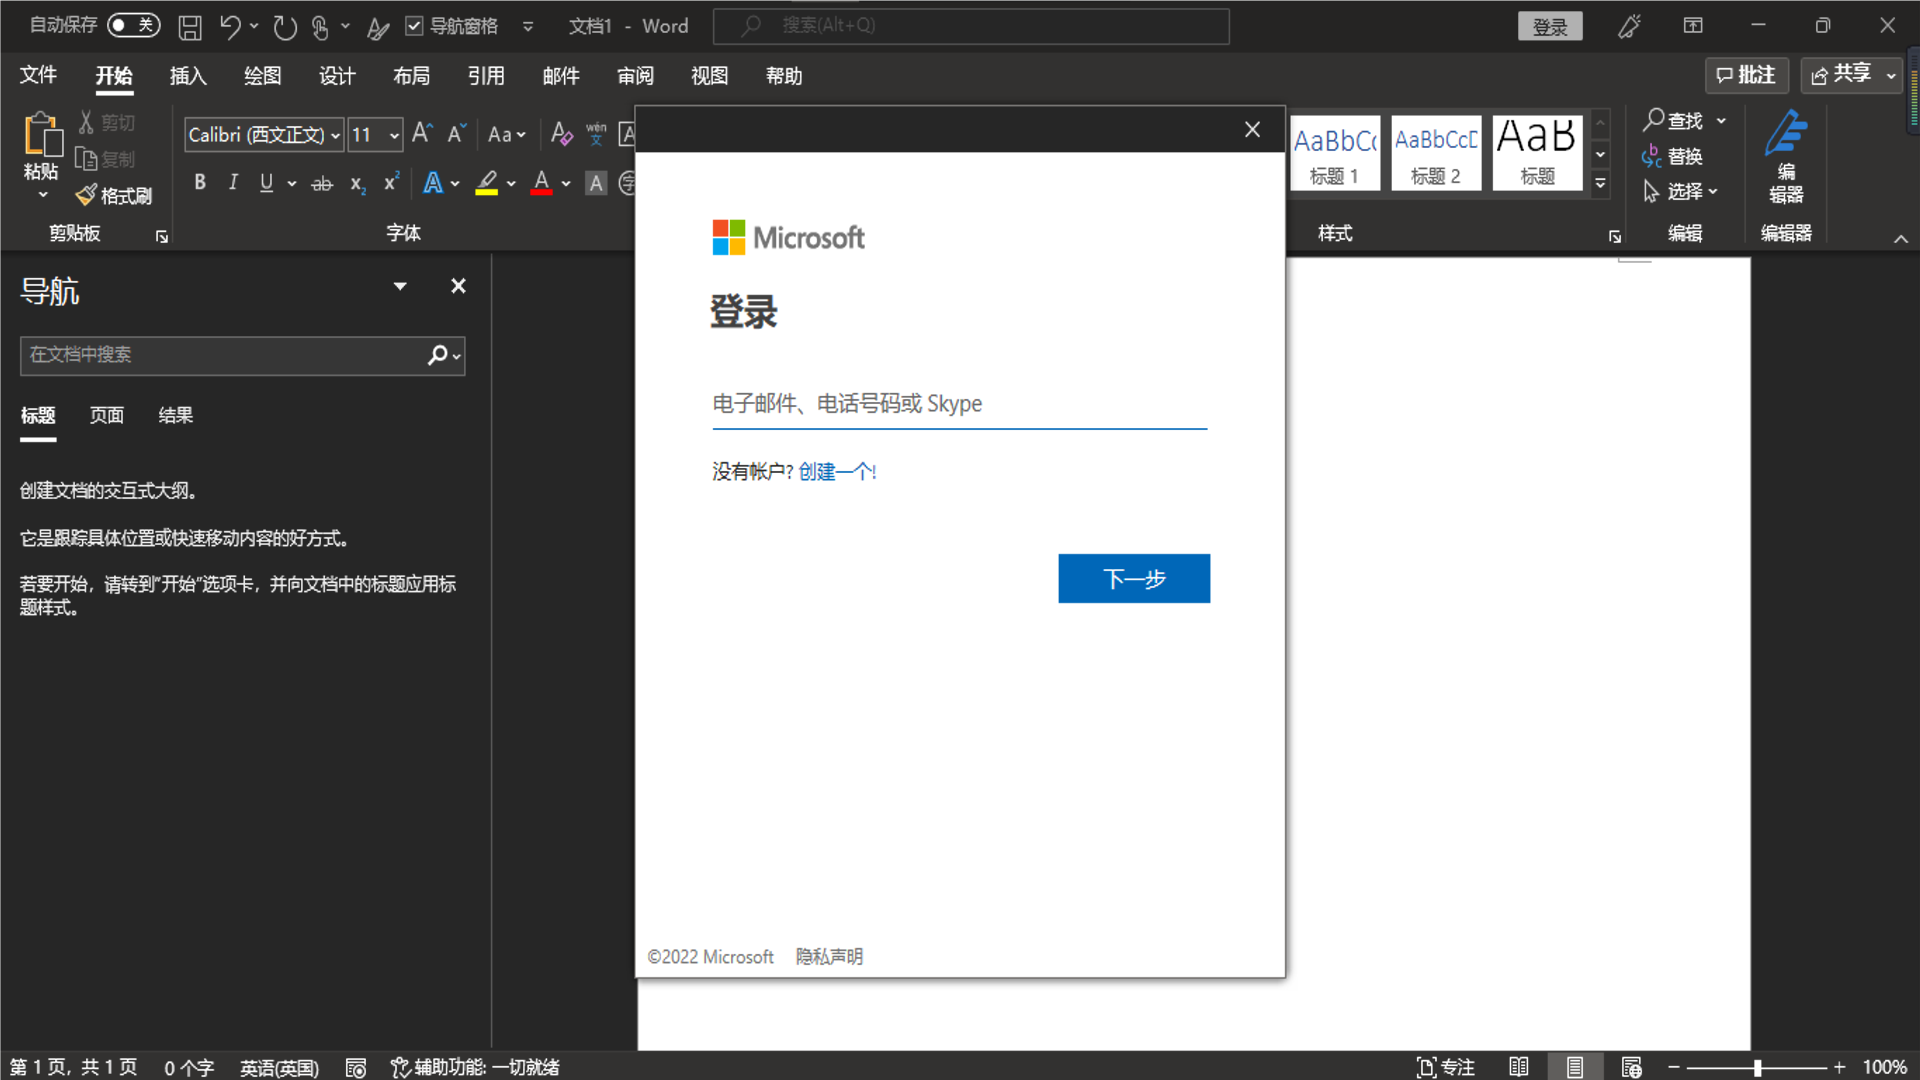 自动保存 关 导航窗格 文档1 - Word 搜索(Alt+Q) 登录
文件 开始 插入 绘图 设计 布局 引用 邮件 审阅 视图 帮助 批注 共享
粘贴
剪切
复制
格式刷
剪贴板
Calibri (西文正文) 11 A A Aa A wén 文 A
B I U ab x2 x2 A A A 字
字体
AaBbCc
标题 1
AaBbCcD
标题 2
AaB
标题
样式
查找
替换
选择
编辑
编
辑器
编辑器
导航
在文档中搜索
标题 页面 结果
创建文档的交互式大纲。
它是跟踪具体位置或快速移动内容的好方式。
若要开始，请转到"开始"选项卡，并向文档中的标题应用标
题样式。
Microsoft
登录
电子邮件、电话号码或 Skype
没有帐户? 创建一个!
下一步
©2022 Microsoft 隐私声明
第 1 页，共 1 页 0 个字 英语(英国) 辅助功能: 一切就绪 专注 100%